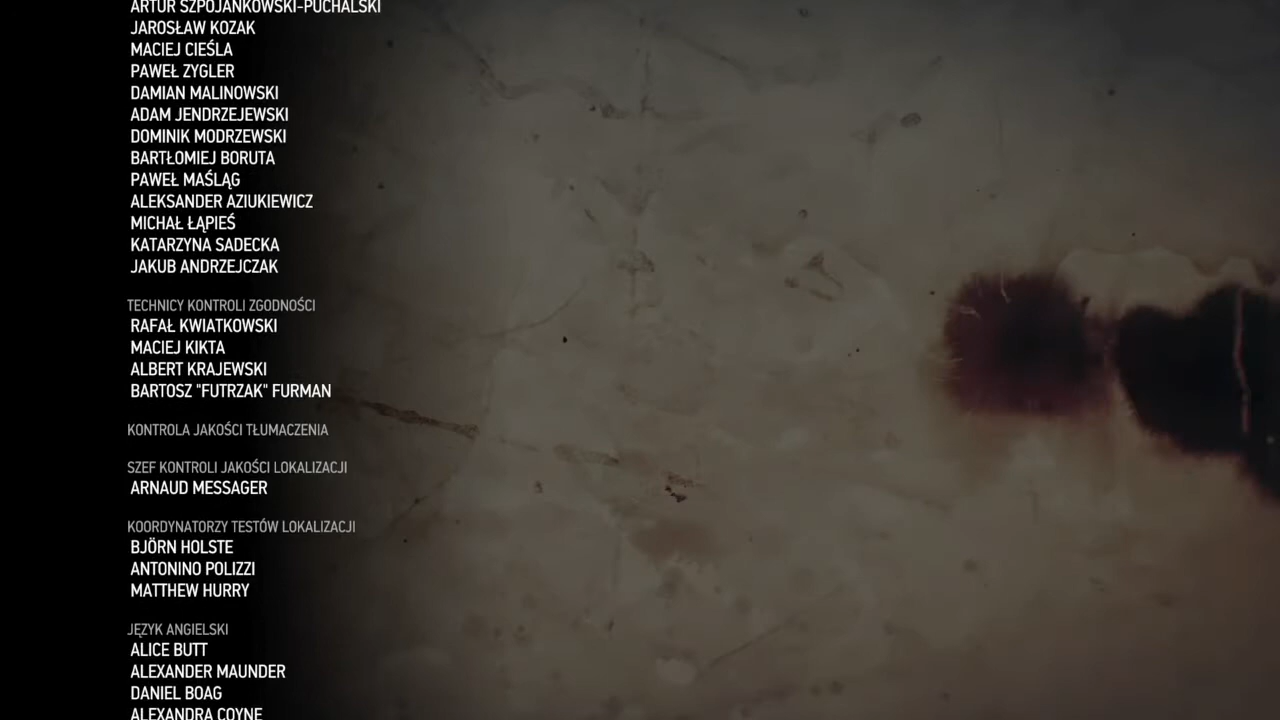 ARTUR SZPOJANKOWSKI-PUCHALSKI
JAROSŁAW KOZAK
MACIEJ CIEŚLA
PAWEŁ ZYGLER
DAMIAN MALINOWSKI
ADAM JENDRZEJEWSKI
DOMINIK MODRZEWSKI
BARTŁOMIEJ BORUTA
PAWEŁ MAŚLĄG
ALEKSANDER AZIUKIEWICZ
MICHAŁ ŁĄPIEŚ
KATARZYNA SADECKA
JAKUB ANDRZEJCZAK
TECHNICY KONTROLI ZGODNOŚCI
RAFAŁ KWIATKOWSKI
MACIEJ KIKTA
ALBERT KRAJEWSKI
BARTOSZ "FUTRZAK" FURMAN
KONTROLA JAKOŚCI TŁUMACZENIA
SZEF KONTROLI JAKOŚCI LOKALIZACJI
ARNAUD MESSAGER
KOORDYNATORZY TESTÓW LOKALIZACJI
BJÖRN HOLSTE
ANTONINO POLIZZI
MATTHEW HURRY
JĘZYK ANGIELSKI
ALICE BUTT
ALEXANDER MAUNDER
DANIEL BOAG
ALEXANDRA COYNE